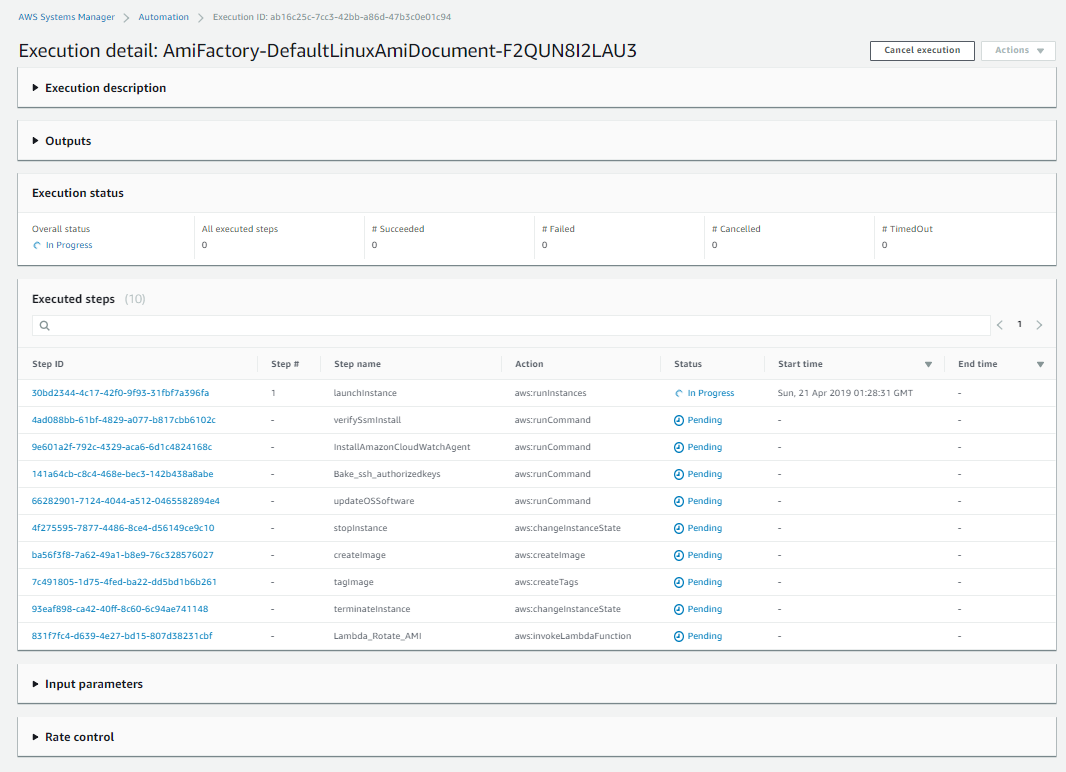 AWS Systems Manager > Automation > Execution ID: ab16c25c-7cc3-42bb-a86d-47b3c0e01c94
Execution detail: AmiFactory-DefaultLinuxAmiDocument-F2QUN8I2LAU3
Cancel execution
Actions
Execution description
Outputs
Execution status
Overall status All executed steps # Succeeded # Failed # Cancelled # TimedOut
In Progress 0 0 0 0 0
Executed steps (10)
< 1 >
Step ID Step # Step name Action Status Start time End time
30bd2344-4c17-42f0-9f93-31fbf7a396fa 1 launchInstance aws:runInstances In Progress Sun, 21 Apr 2019 01:28:31 GMT -
4ad088bb-61bf-4829-a077-b817cbb6102c - verifySsmInstall aws:runCommand Pending - -
9e601a2f-792c-4329-aca6-6d1c4824168c - InstallAmazonCloudWatchAgent aws:runCommand Pending - -
141a64cb-c8c4-468e-bec3-142b438a8abe - Bake_ssh_authorizedkeys aws:runCommand Pending - -
66282901-7124-4044-a512-0465582894e4 - updateOSSoftware aws:runCommand Pending - -
4f275595-7877-4486-8ce4-d56149ce9c10 - stopInstance aws:changeInstanceState Pending - -
ba56f3f8-7a62-49a1-b8e9-76c328576027 - createImage aws:createImage Pending - -
7c491805-1d75-4fed-ba22-dd5bd1b6b261 - tagImage aws:createTags Pending - -
93eaf898-ca42-40ff-8c60-6c94ae741148 - terminateInstance aws:changeInstanceState Pending - -
831f7fc4-d639-4e27-bd15-807d38231cbf - Lambda_Rotate_AMI aws:invokeLambdaFunction Pending - -
Input parameters
Rate control